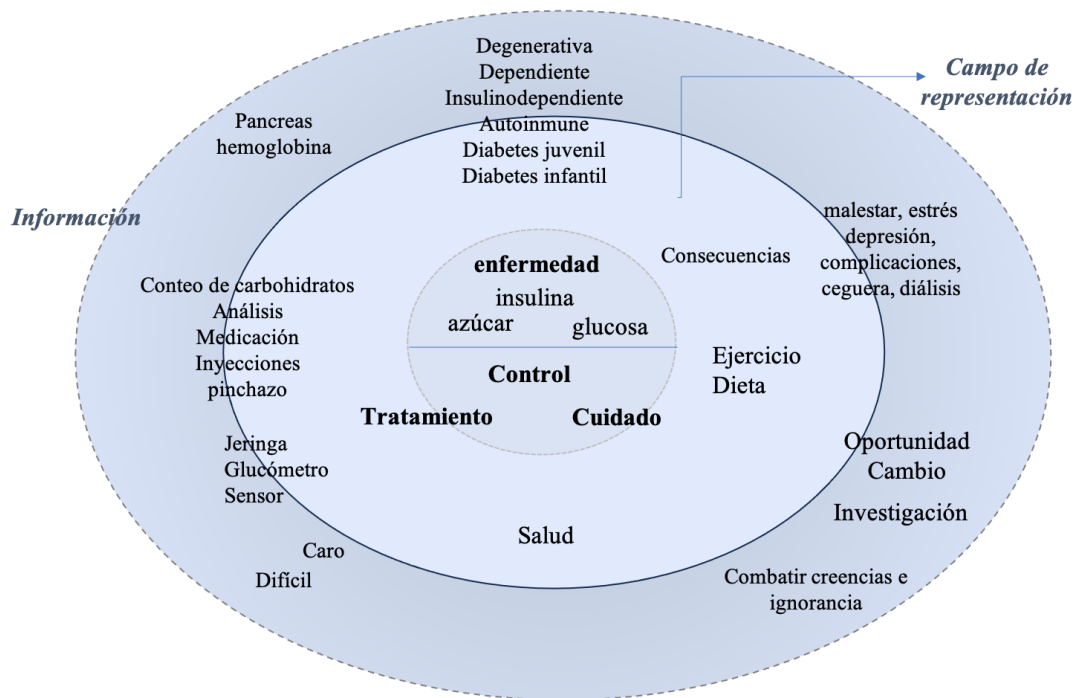 Degenerativa
Dependiente
Insulinodependiente
Autoinmune
Diabetes juvenil
Diabetes infantil
Campo de
representación
Pancreas
hemoglobina
Información
malestar, estrés
depresión,
complicaciones,
ceguera, diálisis
Consecuencias
enfermedad
insulina
azúcar glucosa
Conteo de carbohidratos
Análisis
Medicación
Inyecciones
pinchazo
Ejercicio
Dieta
Control
Tratamiento Cuidado
Jeringa
Glucómetro
Sensor
Oportunidad
Cambio
Investigación
Salud
Caro
Difícil
Combatir creencias e
ignorancia